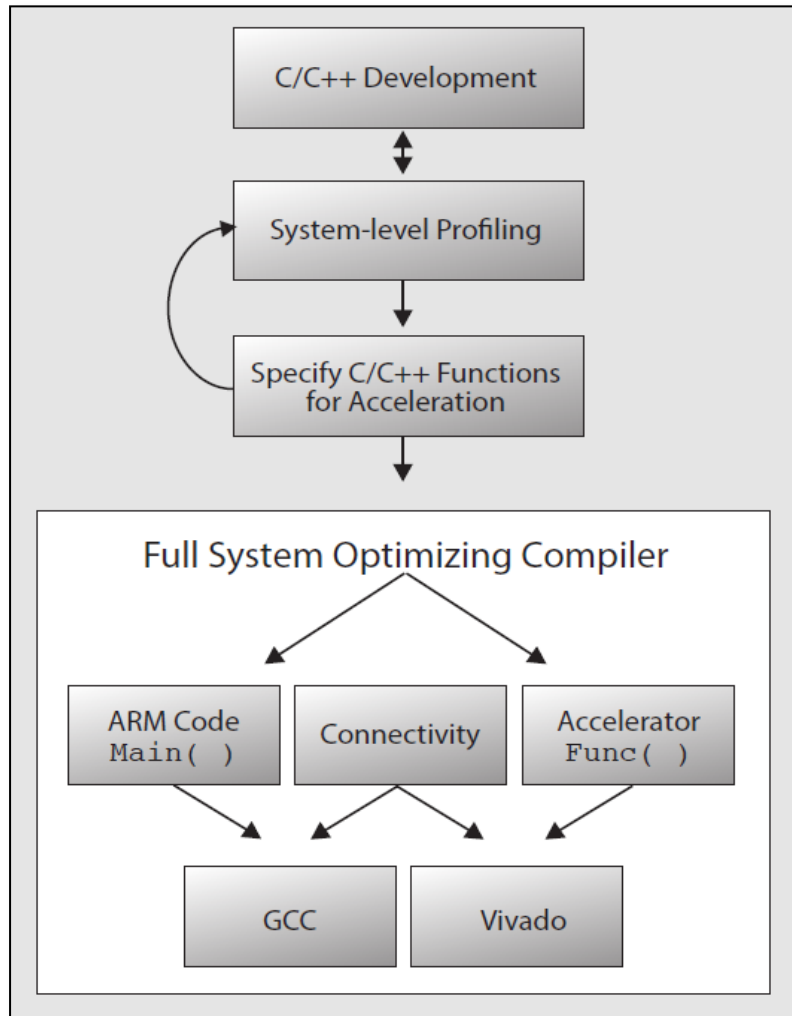 C/C++ Development
System-level Profiling
Specify C/C++ Functions
for Acceleration
Full System Optimizing Compiler
ARM Code
Main( )
Connectivity
Accelerator
Func( )
GCC
Vivado